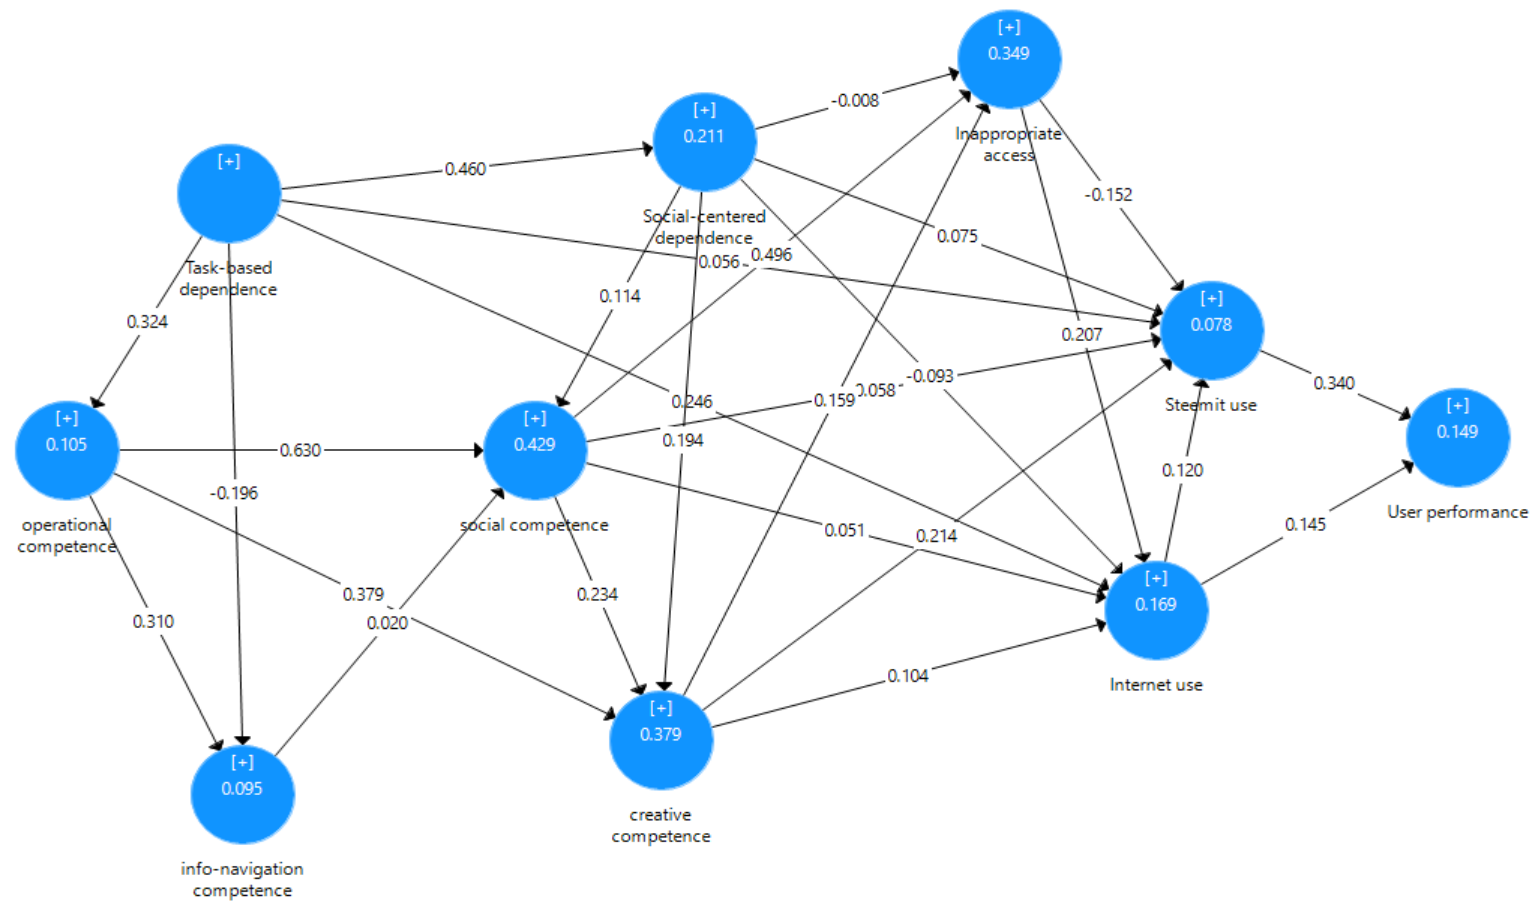 [+]
0.349
Inappropriate
access
-0.008
[+]
0.211
Social-centered
dependence
[+]
Task-based
dependence
0.460
-0.152
0.075
0.056
0.496
0.114
0.324
[+]
0.078
Steemit use
0.207
0.340
-0.093
0.058
0.159
0.246
0.194
[+]
0.105
operational
competence
0.630
[+]
0.429
social competence
[+]
0.149
User performance
-0.196
0.120
0.145
0.051
0.214
0.379
0.020
0.234
0.310
[+]
0.169
Internet use
0.104
[+]
0.379
creative
competence
[+]
0.095
info-navigation
competence